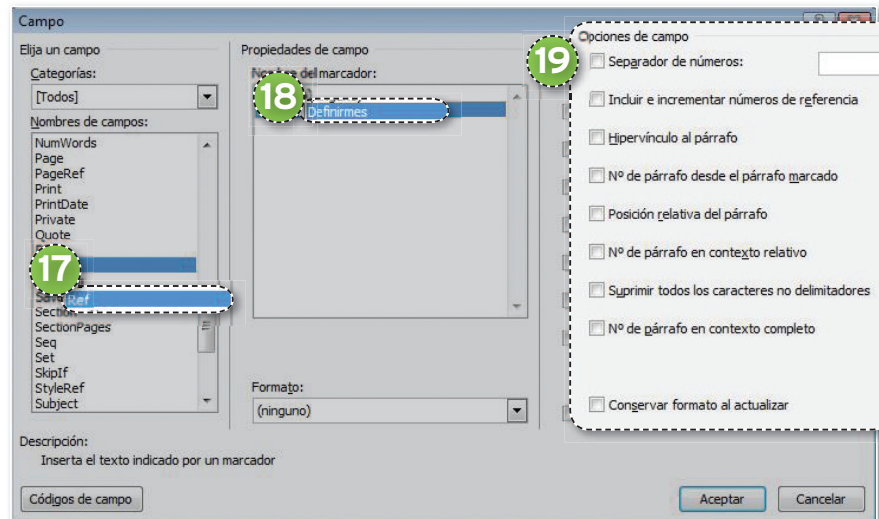 Campo
Elija un campo
Categorías:
[Todos]
Nombres de campos:
NumWords
Page
PageRef
Print
PrintDate
Private
Quote
17
Ref
Section
SectionPages
Seq
Set
SkipIf
StyleRef
Subject
Propiedades de campo
Nombre del marcador:
18
Definirmes
Formato:
(ninguno)
Opciones de campo
19
Separador de números:
Incluir e incrementar números de referencia
Hipervínculo al párrafo
Nº de párrafo desde el párrafo marcado
Posición relativa del párrafo
Nº de párrafo en contexto relativo
Suprimir todos los caracteres no delimitadores
Nº de párrafo en contexto completo
Conservar formato al actualizar
Descripción:
Inserta el texto indicado por un marcador
Códigos de campo
Aceptar
Cancelar